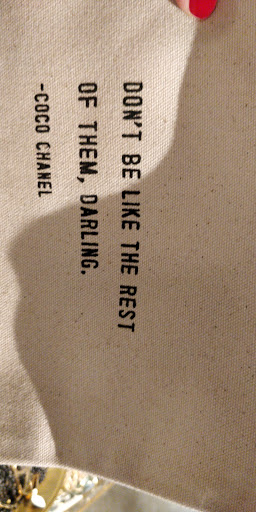 DON'T BE LIKE THE REST
OF THEM, DARLING.
-COCO CHANEL